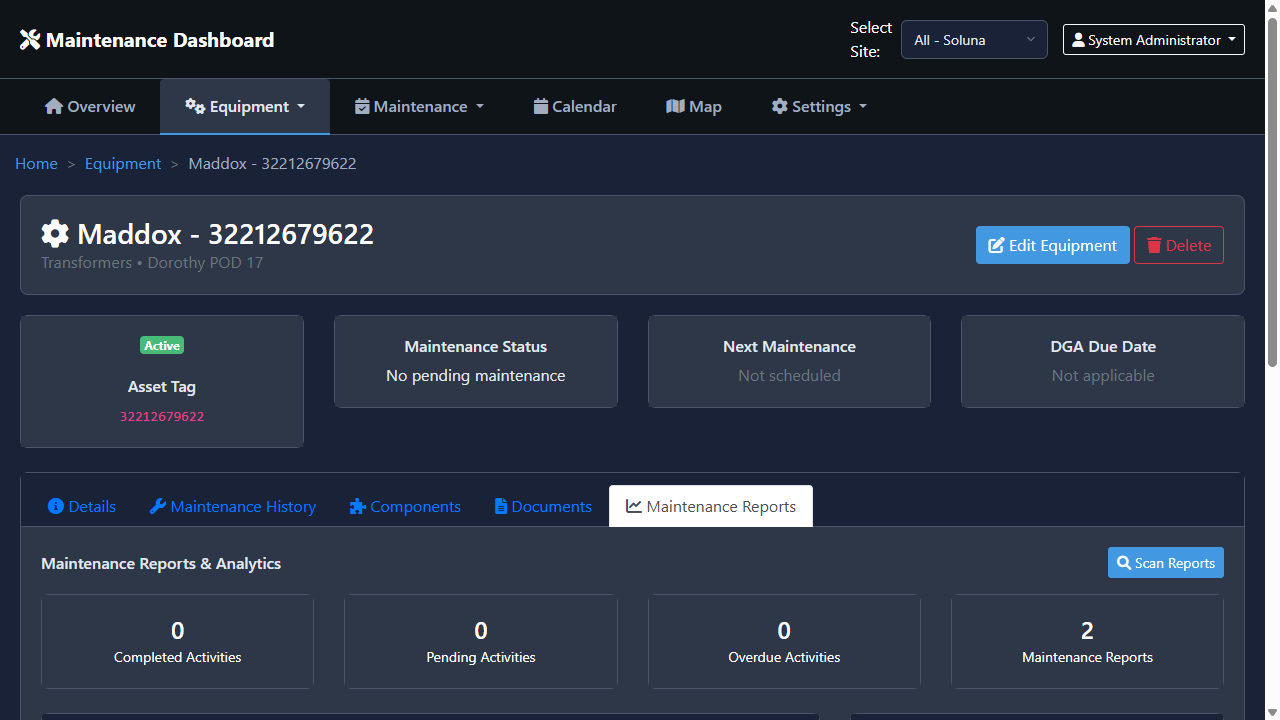 Maintenance Dashboard
Select Site:
All - Soluna
System Administrator
Overview
Equipment
Maintenance
Calendar
Map
Settings
Home > Equipment > Maddox - 32212679622
Maddox - 32212679622
Transformers • Dorothy POD 17
Edit Equipment
Delete
Active
Asset Tag
32212679622
Maintenance Status
No pending maintenance
Next Maintenance
Not scheduled
DGA Due Date
Not applicable
Details
Maintenance History
Components
Documents
Maintenance Reports
Maintenance Reports & Analytics
Scan Reports
0
Completed Activities
0
Pending Activities
0
Overdue Activities
2
Maintenance Reports